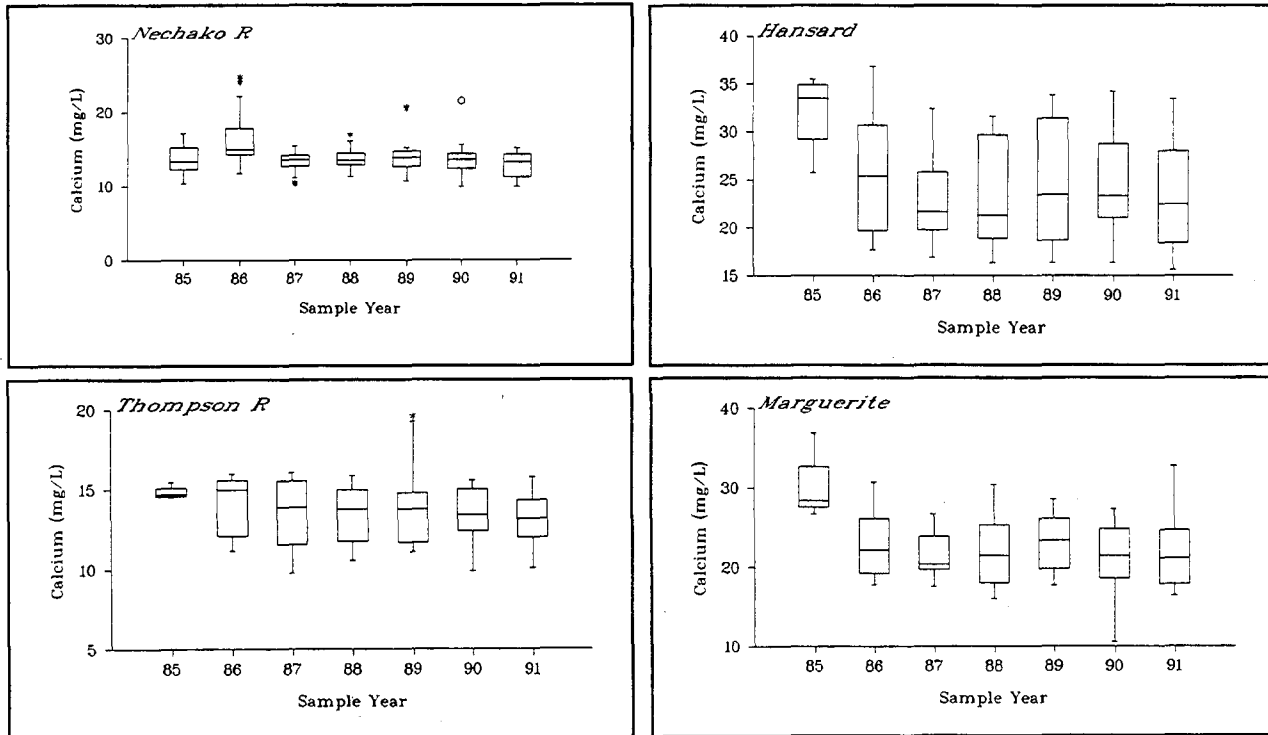 Nechako R
Calcium (mg/L)
30
20
10
0
85 86 87 88 89 90 91
Sample Year
Hansard
Calcium (mg/L)
40
35
30
25
20
15
85 86 87 88 89 90 91
Sample Year
Thompson R
Calcium (mg/L)
20
15
10
5
85 86 87 88 89 90 91
Sample Year
Marguerite
Calcium (mg/L)
40
30
20
10
85 86 87 88 89 90 91
Sample Year